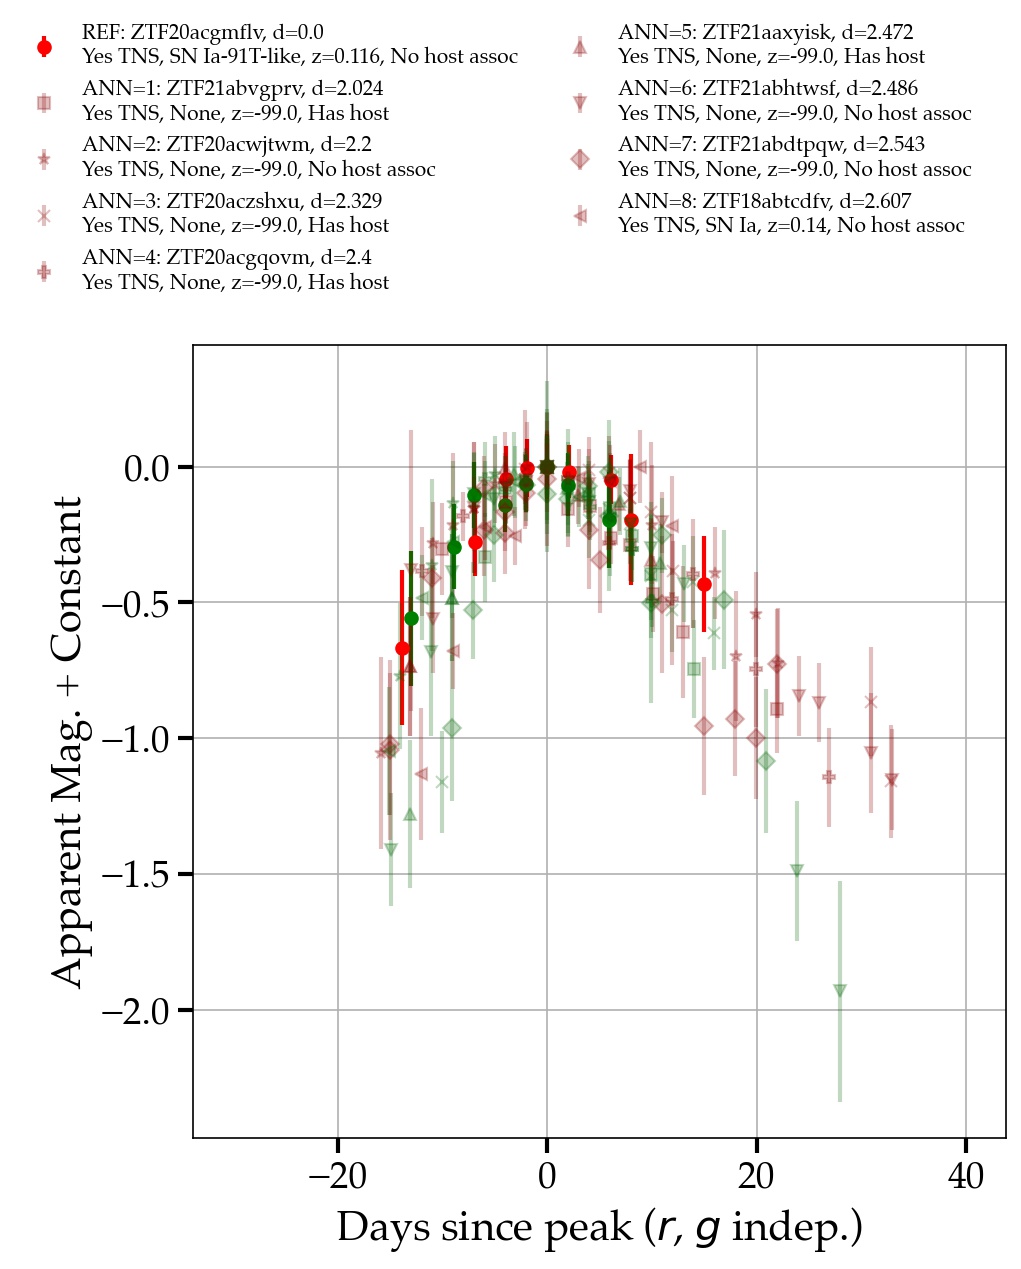 REF: ZTF20acgmflv, d=0.0
Yes TNS, SN Ia-91T-like, z=0.116, No host assoc
ANN=1: ZTF21abvgprv, d=2.024
Yes TNS, None, z=-99.0, Has host
ANN=2: ZTF20acwjtwm, d=2.2
Yes TNS, None, z=-99.0, No host assoc
ANN=3: ZTF20aczshxu, d=2.329
Yes TNS, None, z=-99.0, Has host
ANN=4: ZTF20acgqovm, d=2.4
Yes TNS, None, z=-99.0, Has host
ANN=5: ZTF21aaxyisk, d=2.472
Yes TNS, None, z=-99.0, Has host
ANN=6: ZTF21abhtwsf, d=2.486
Yes TNS, None, z=-99.0, No host assoc
ANN=7: ZTF21abdtpqw, d=2.543
Yes TNS, None, z=-99.0, No host assoc
ANN=8: ZTF18abtcdfv, d=2.607
Yes TNS, SN Ia, z=0.14, No host assoc
Apparent Mag. + Constant
0.0
−0.5
−1.0
−1.5
−2.0
−20 0 20 40
Days since peak (r, g indep.)